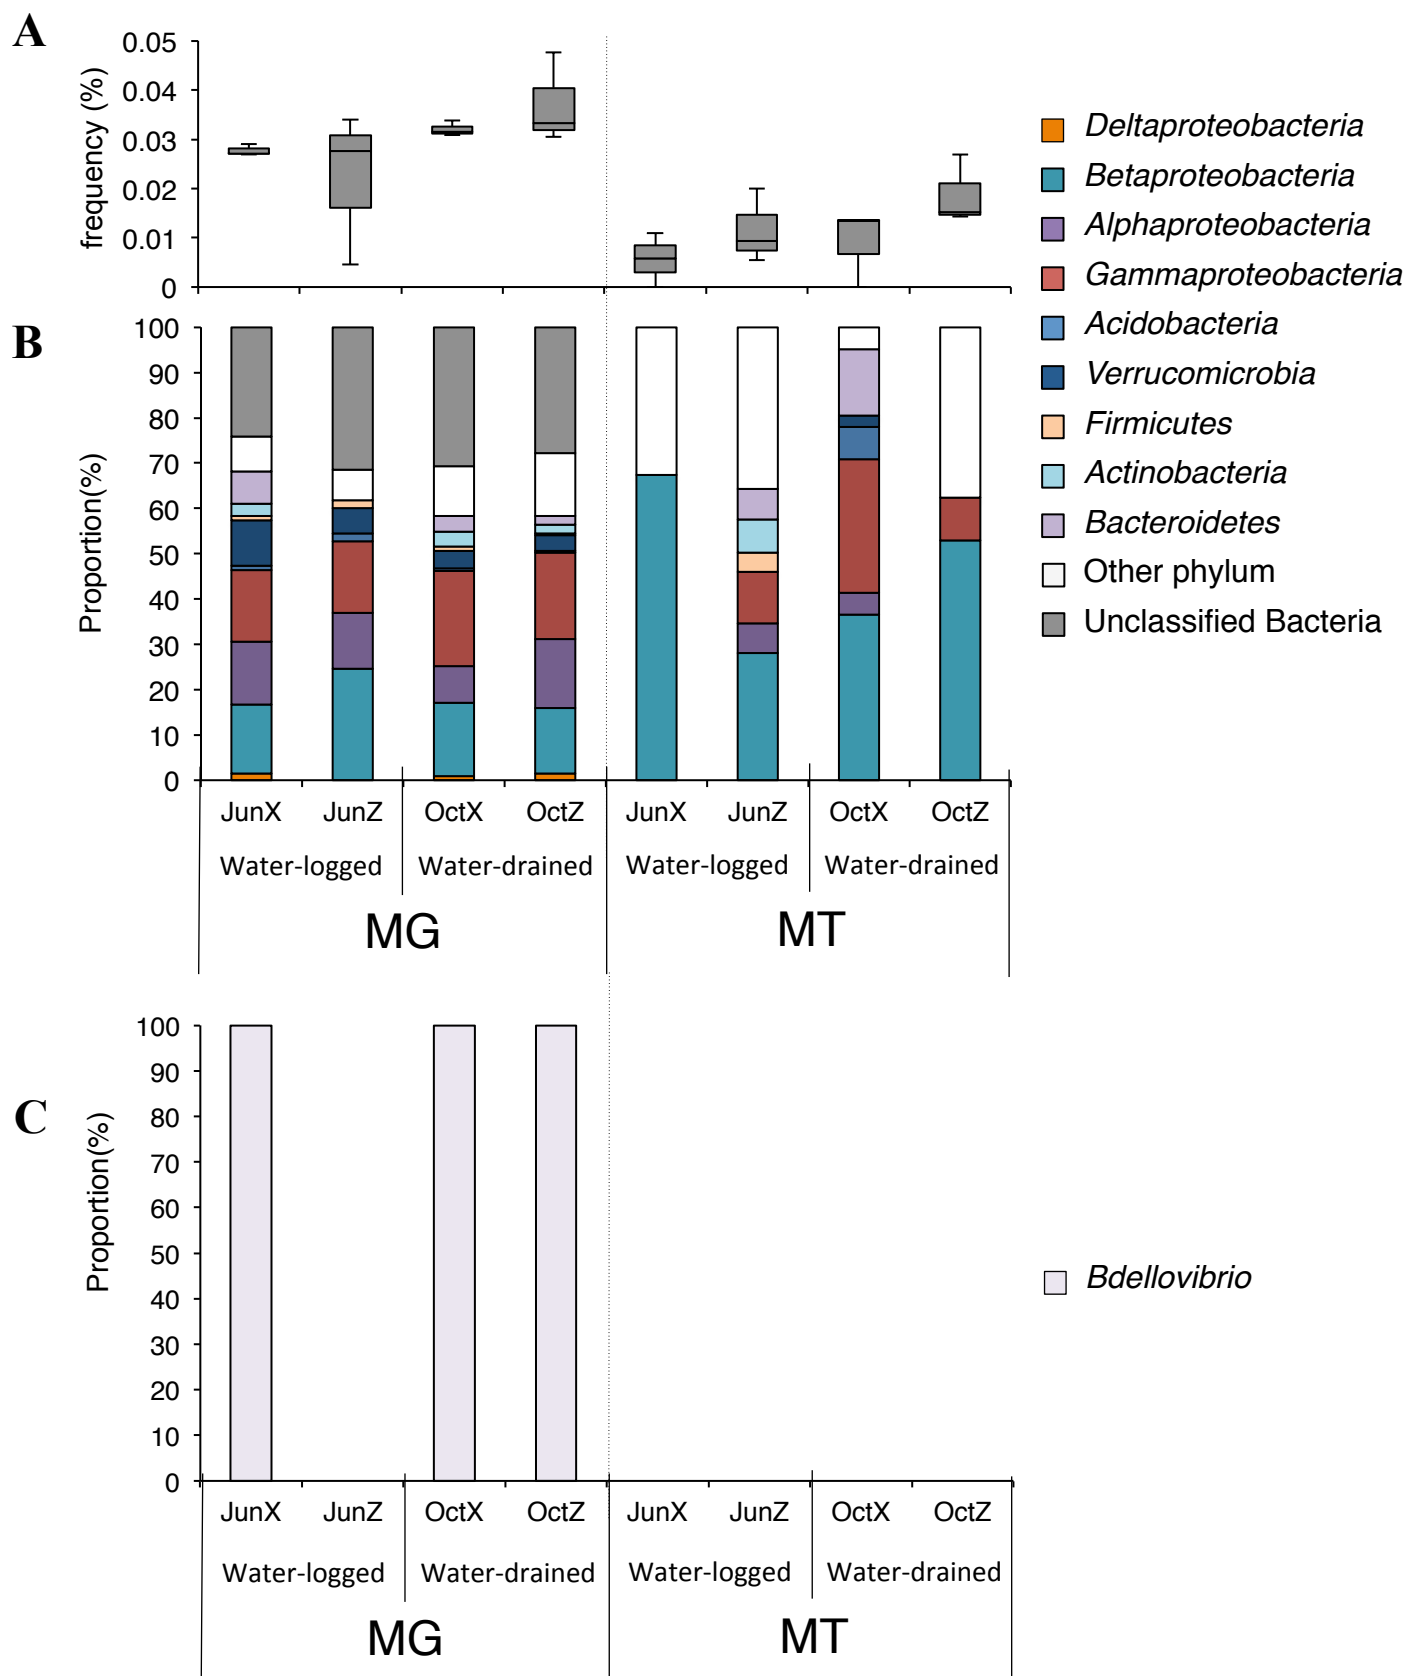 A
0.05
0.04
0.03
0.02
0.01
0
frequency (%)
Deltaproteobacteria
Betaproteobacteria
Alphaproteobacteria
Gammaproteobacteria
Acidobacteria
Verrucomicrobia
Firmicutes
Actinobacteria
Bacteroidetes
Other phylum
Unclassified Bacteria
B
100
90
80
70
60
50
40
30
20
10
0
Proportion(%)
JunX JunZ OctX OctZ JunX JunZ OctX OctZ
Water-logged Water-drained Water-logged Water-drained
MG MT
C
100
90
80
70
60
50
40
30
20
10
0
Proportion(%)
Bdellovibrio
JunX JunZ OctX OctZ JunX JunZ OctX OctZ
Water-logged Water-drained Water-logged Water-drained
MG MT